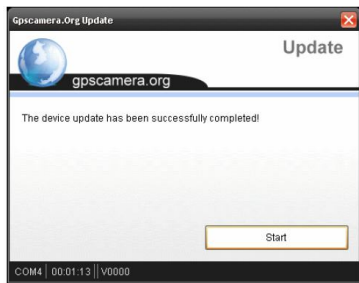 Gpscamera.Org Update
Update
gpscamera.org
The device update has been successfully completed!
Start
COM4 00:01:13 V0000